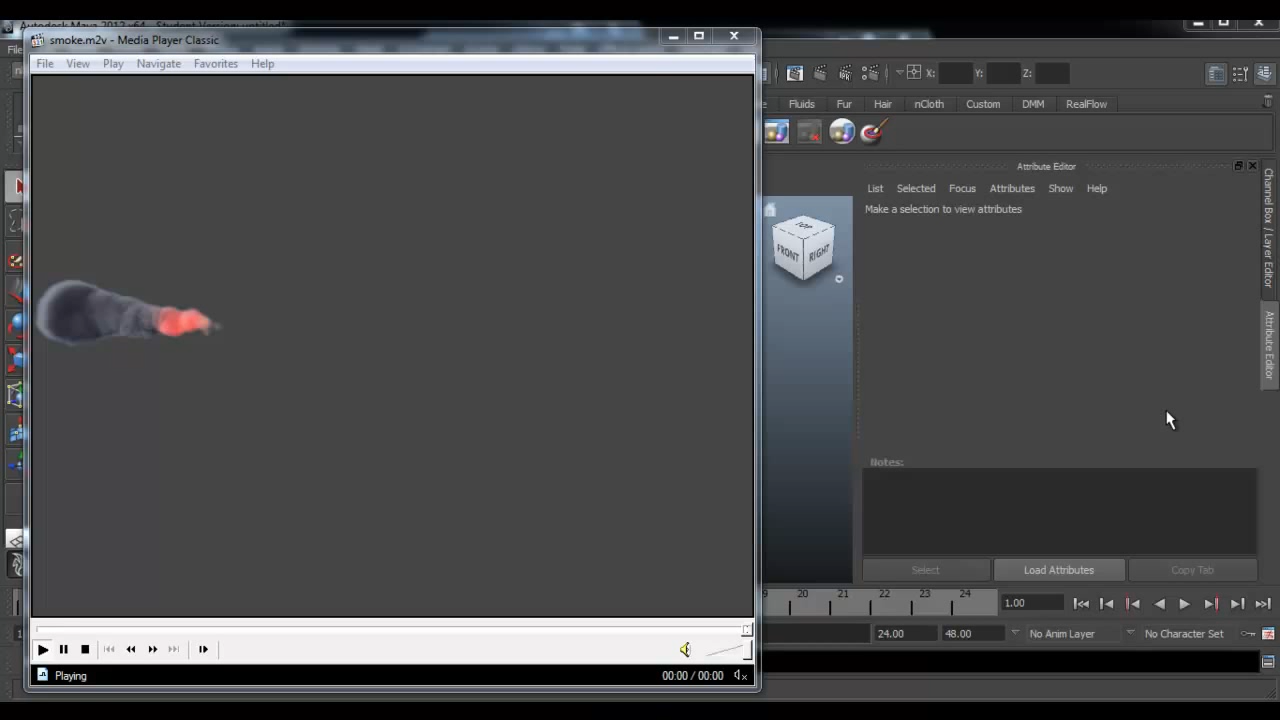 Autodesk Maya 2012 x64 - Student Version: untitled*
smoke.m2v - Media Player Classic
File View Play Navigate Favorites Help
X: Y: Z:
Fluids Fur Hair nCloth Custom DMM RealFlow
Attribute Editor
List Selected Focus Attributes Show Help
Make a selection to view attributes
TOP
FRONT RIGHT
Channel Box / Layer Editor
Attribute Editor
Notes:
Select Load Attributes Copy Tab
20 21 22 23 24
1.00
24.00 48.00 No Anim Layer No Character Set
Playing 00:00 / 00:00